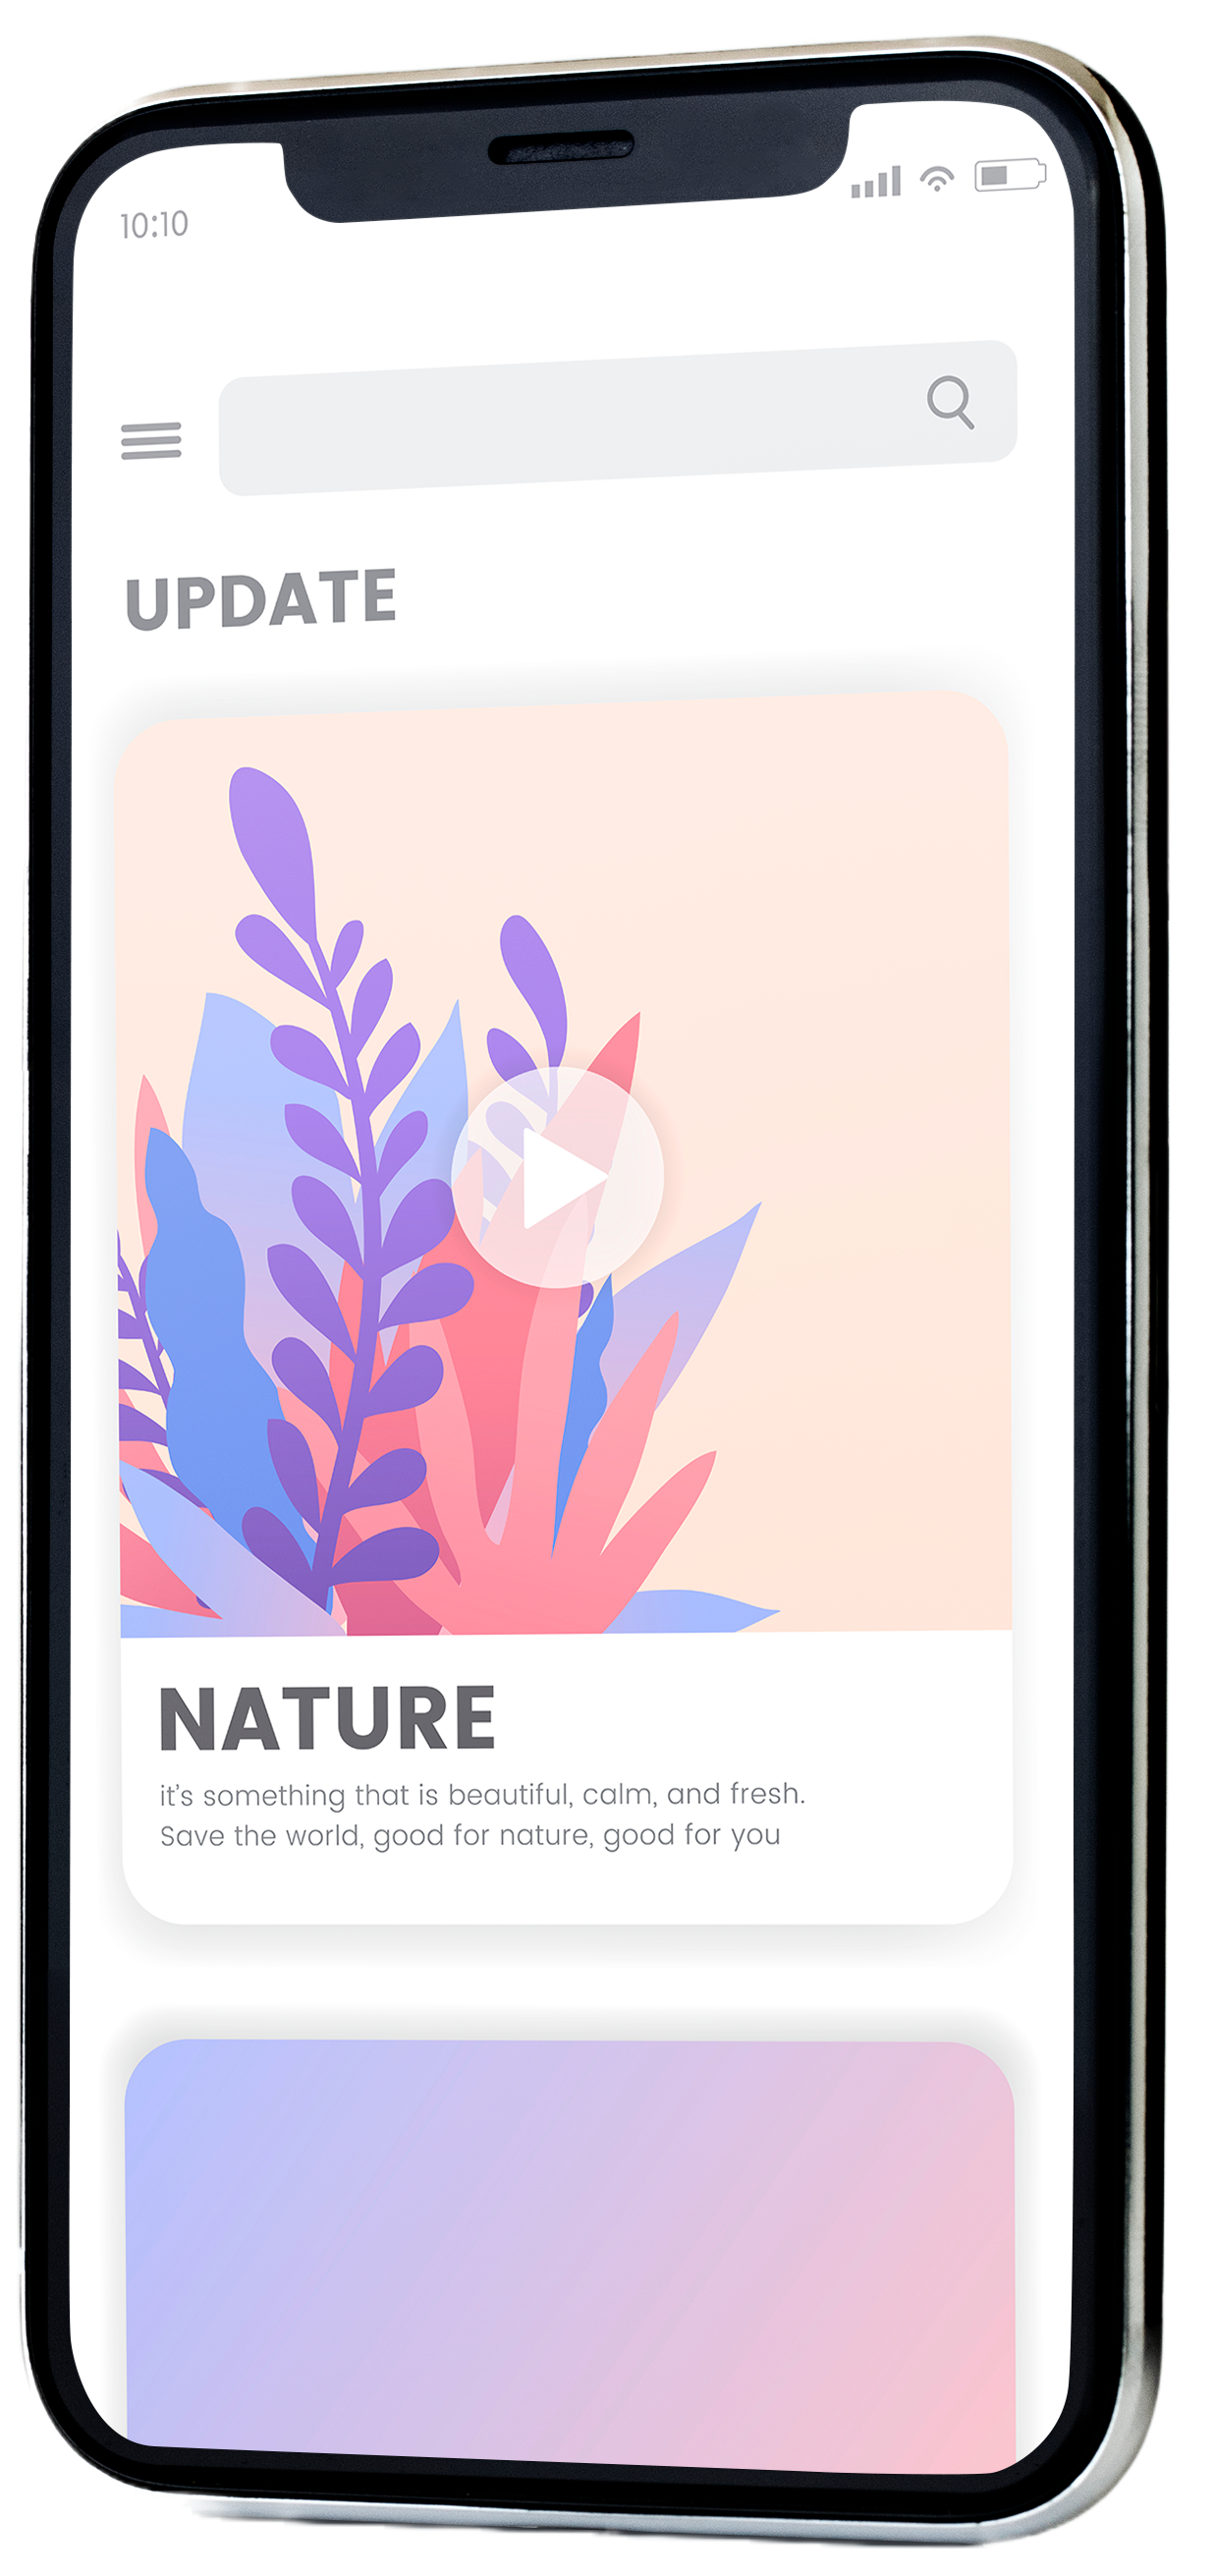 10:10
UPDATE
NATURE
it's something that is beautiful, calm, and fresh.
Save the world, good for nature, good for you